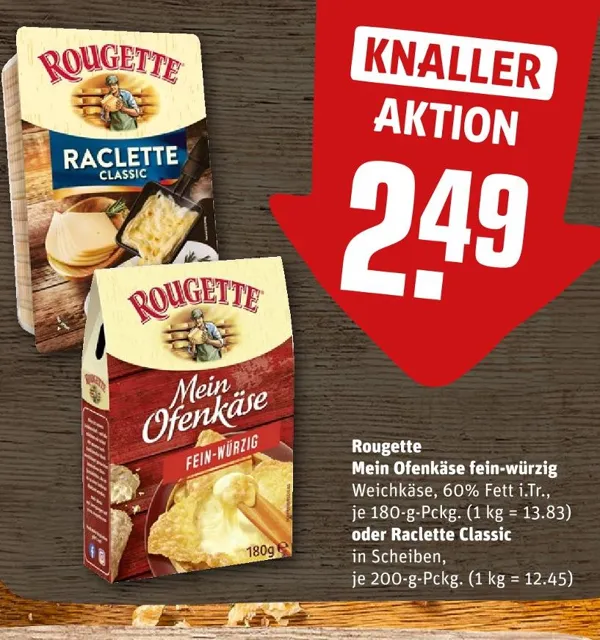 ROUGETTE
RACLETTE
CLASSIC
KNALLER
AKTION
2.49
ROUGETTE
Mein
Ofenkäse
FEIN-WÜRZIG
ROUGETTE
180g e
Rougette
Mein Ofenkäse fein-würzig
Weichkäse, 60% Fett i.Tr.,
je 180-g-Pckg. (1 kg = 13.83)
oder Raclette Classic
in Scheiben,
je 200-g-Pckg. (1 kg = 12.45)